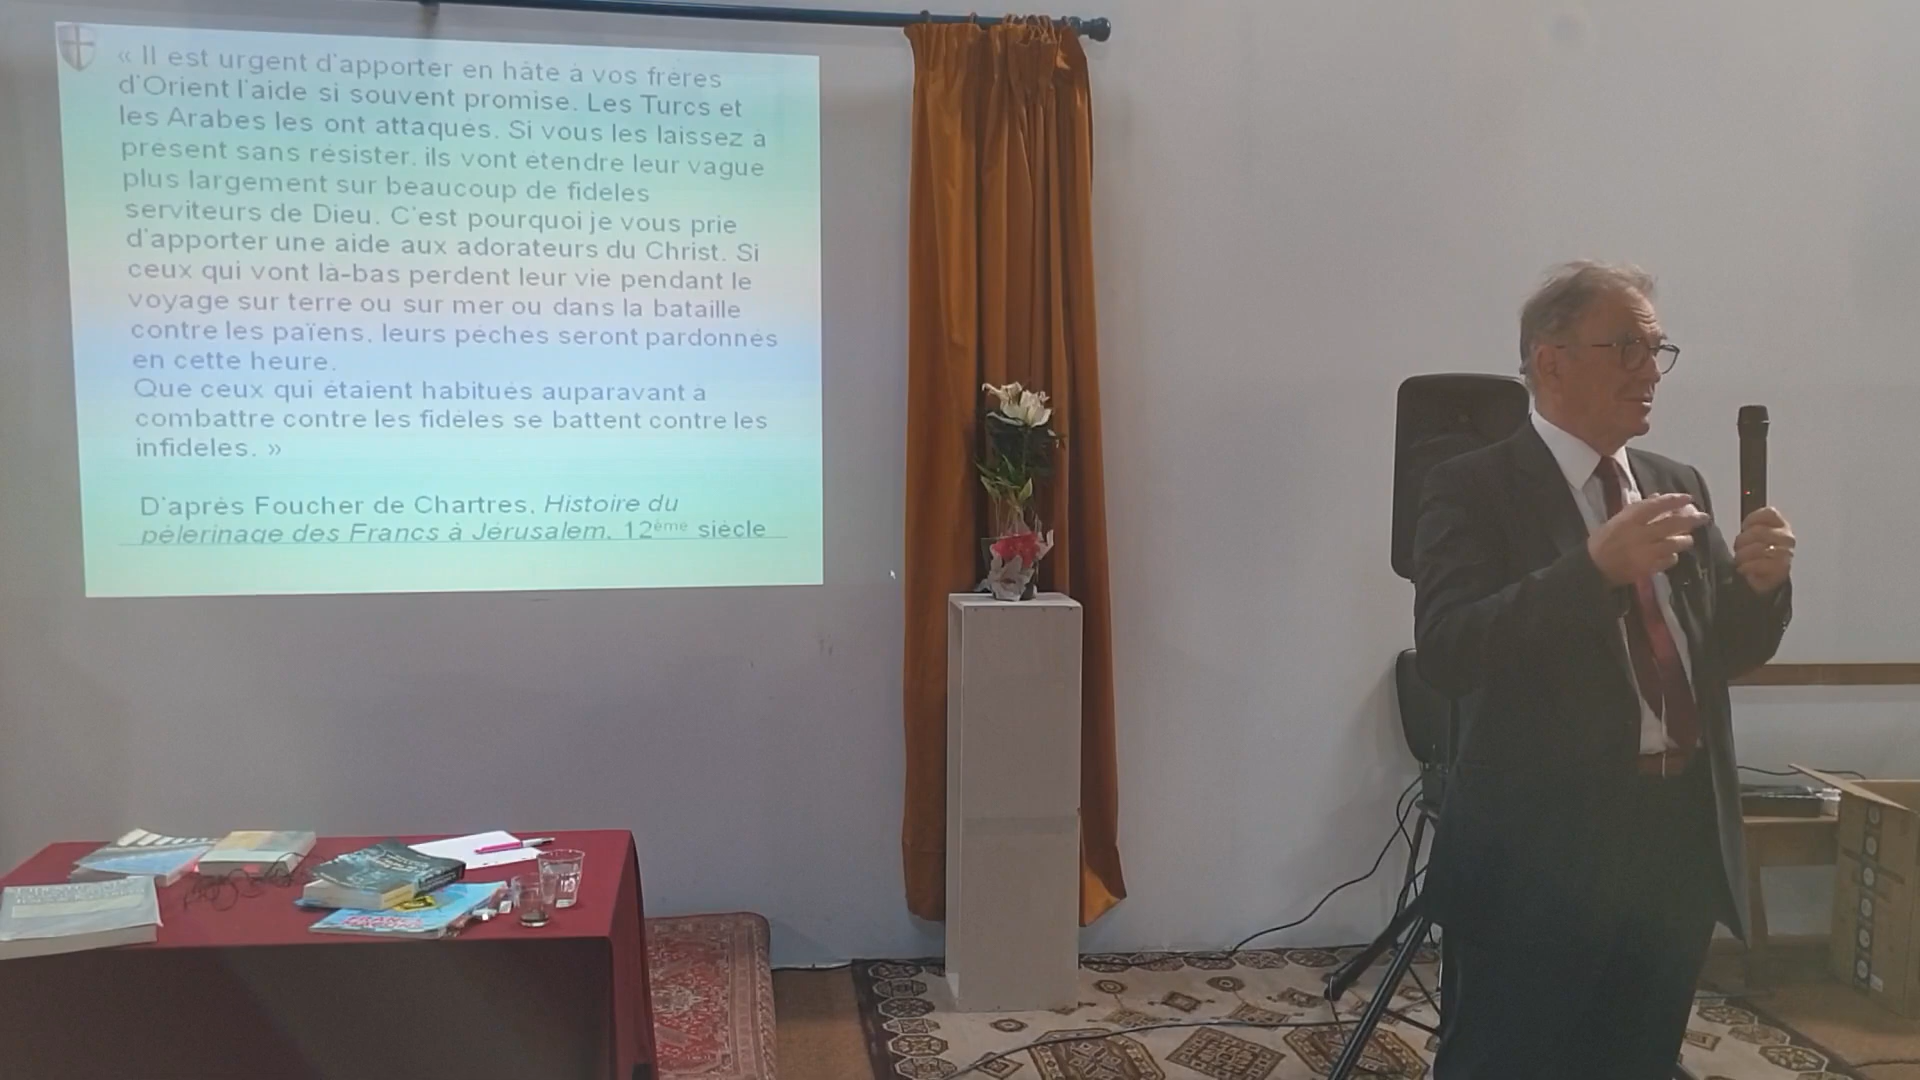 « Il est urgent d'apporter en hâte à vos frères
d'Orient l'aide si souvent promise. Les Turcs et
les Arabes les ont attaqués. Si vous les laissez à
présent sans résister, ils vont étendre leur vague
plus largement sur beaucoup de fidèles
serviteurs de Dieu. C'est pourquoi je vous prie
d'apporter une aide aux adorateurs du Christ. Si
ceux qui vont là-bas perdent leur vie pendant le
voyage sur terre ou sur mer ou dans la bataille
contre les païens, leurs péchés seront pardonnés
en cette heure.
Que ceux qui étaient habitués auparavant à
combattre contre les fidèles se battent contre les
infidèles. »
D'après Foucher de Chartres, Histoire du
pèlerinage des Francs à Jérusalem, 12ème siècle